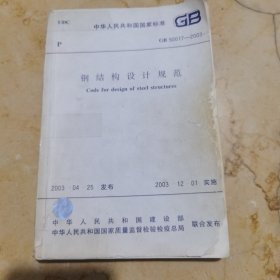 UDC
中华人民共和国国家标准
GB
P
GB 50017-2003
钢结构设计规范
Code for design of steel structures
2003 04 25 发布
2003 12 01 实施
中华人民共和国建设部
中华人民共和国国家质量监督检验检疫总局
联合发布